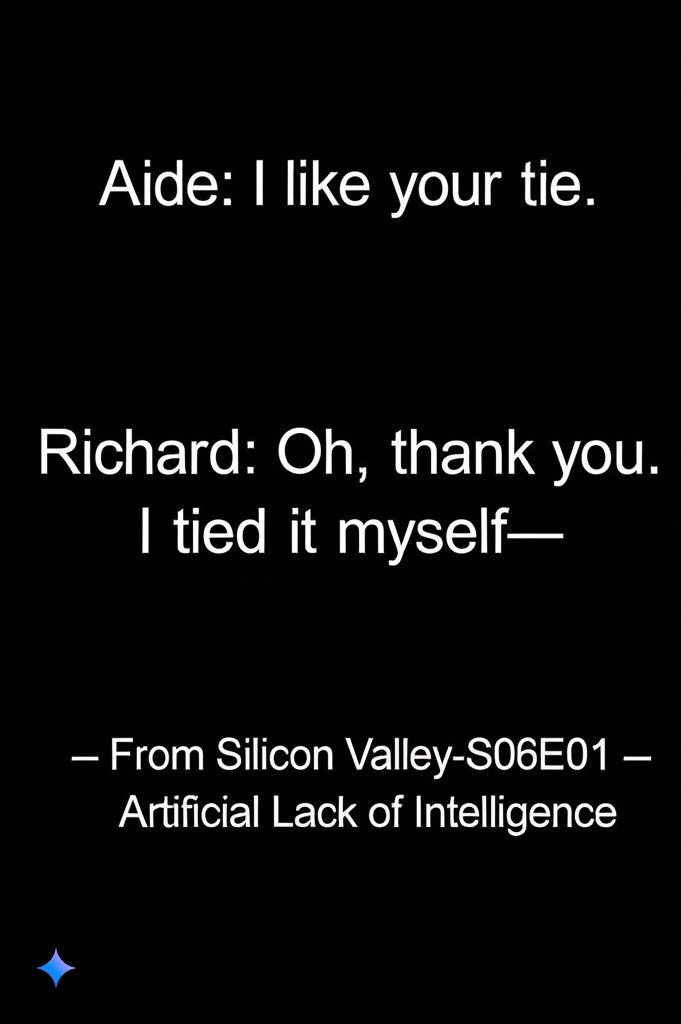 Aide: I like your tie.
Richard: Oh, thank you.
I tied it myself—
– From Silicon Valley-S06E01 –
Artificial Lack of Intelligence